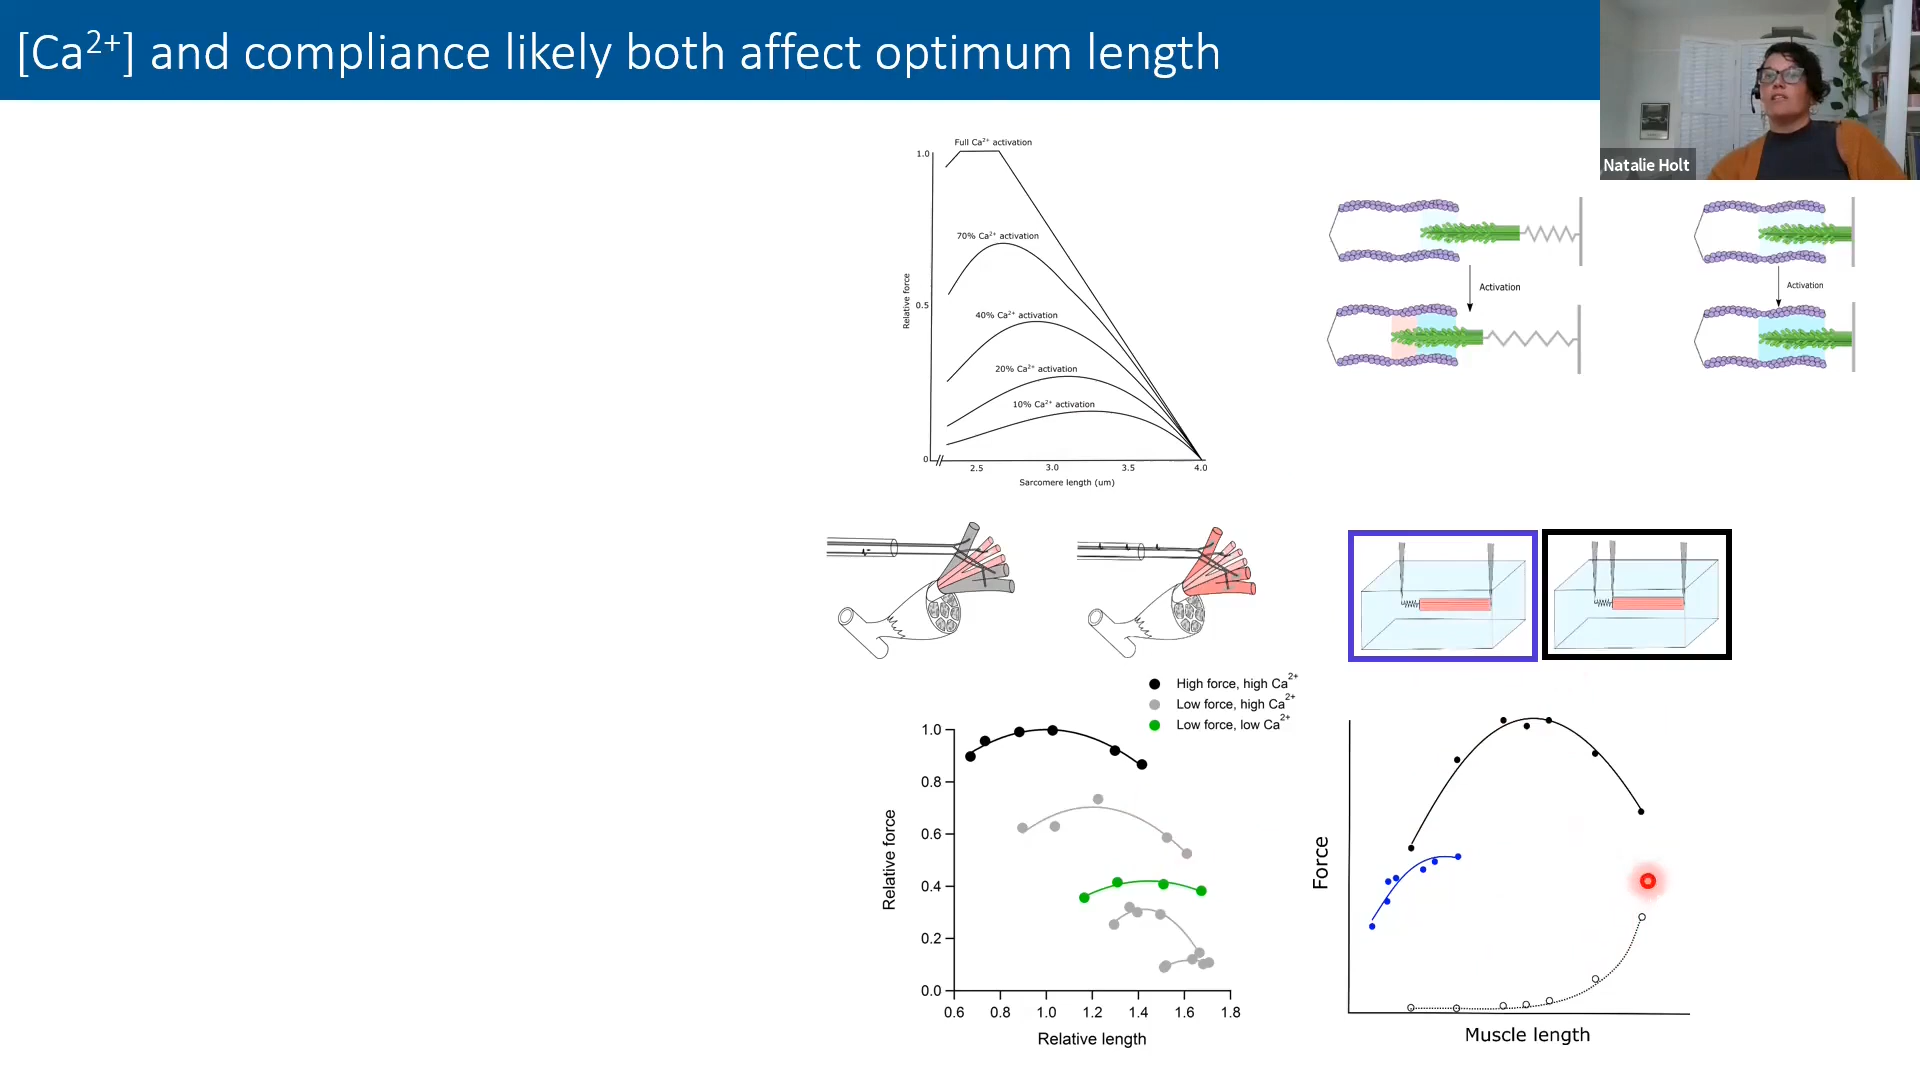 [Ca2+] and compliance likely both affect optimum length
Natalie Holt
Full Ca2+ activation
1.0
70% Ca2+ activation
0.5
40% Ca2+ activation
20% Ca2+ activation
10% Ca2+ activation
0
2.5 3.0 3.5 4.0
Sarcomere length (um)
Relative force
Activation
Activation
High force, high Ca2+
Low force, high Ca2+
Low force, low Ca2+
1.0
0.8
0.6
0.4
0.2
0.0
0.6 0.8 1.0 1.2 1.4 1.6 1.8
Relative force
Relative length
Force
Muscle length